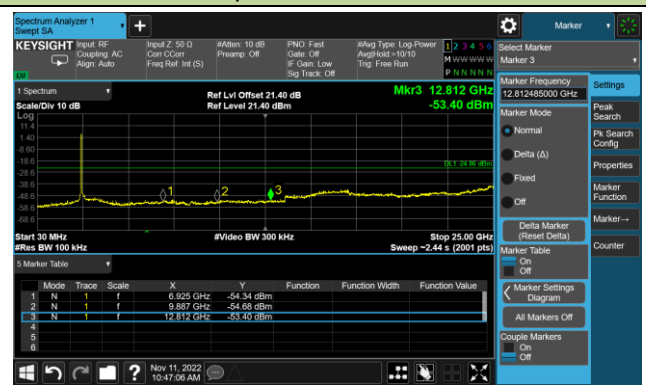 Spectrum Analyzer 1
Swept SA
+
Marker
KEYSIGHT
Input: RF
Coupling: AC
Align: Auto
Input Z: 50 Ω
Corr CCorr
Freq Ref: Int (S)
#Atten: 10 dB
Preamp: Off
PNO: Fast
Gate: Off
IF Gain: Low
Sig Track: Off
#Avg Type: Log-Power
Avg|Hold:>10/10
Trig: Free Run
1 2 3 4 5 6
M W W W W W
P N N N N N
Select Marker
Marker 3
1 Spectrum
Scale/Div 10 dB
Log
Ref Lvl Offset 21.40 dB
Ref Level 21.40 dBm
Mkr3 12.812 GHz
-53.40 dBm
11.4
1.40
-8.60
-18.6
-28.6
-38.6
-48.6
-58.6
-68.6
1
2
3
Start 30 MHz
#Res BW 100 kHz
#Video BW 300 kHz
Stop 25.00 GHz
Sweep ~2.44 s (2001 pts)
Marker Frequency
12.812485000 GHz
Marker Mode
Normal
Delta (Δ)
Fixed
Off
Delta Marker
(Reset Delta)
Marker Table
On
Off
Marker Settings
Diagram
All Markers Off
Couple Markers
On
Off
Settings
Peak
Search
Pk Search
Config
Properties
Marker
Function
Marker→
Counter
5 Marker Table
Mode Trace Scale X Y Function Function Width Function Value
1 N 1 f 6.925 GHz -54.34 dBm
2 N 1 f 9.887 GHz -54.68 dBm
3 N 1 f 12.812 GHz -53.40 dBm
4
5
6
?
Nov 11, 2022
10:47:06 AM